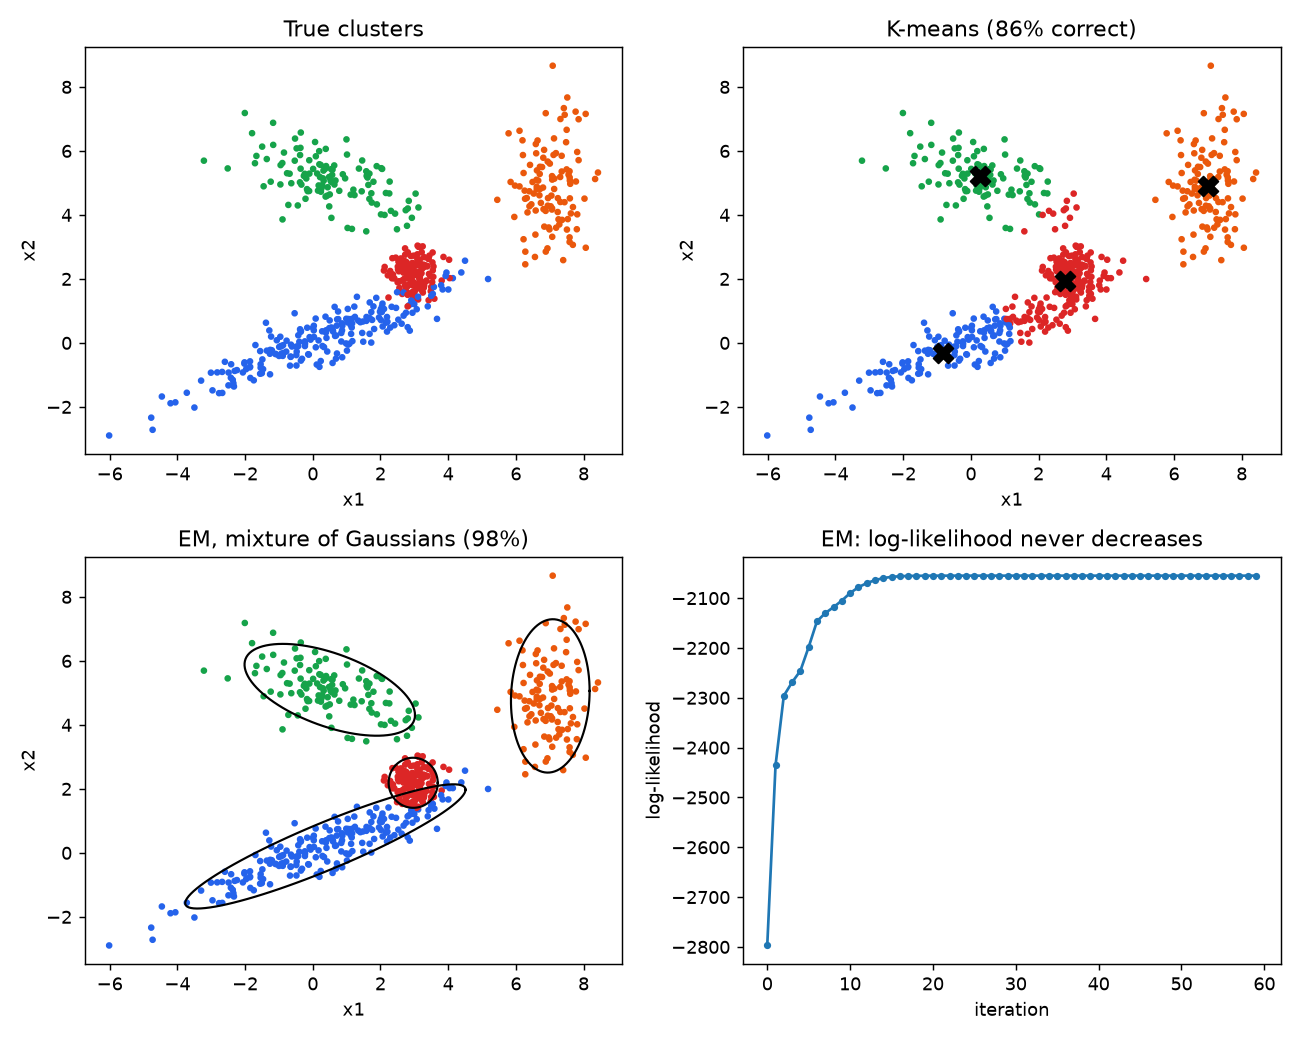 True clusters
8
6
4
2
0
−2
x2
−6 −4 −2 0 2 4 6 8
x1
K-means (86% correct)
8
6
4
2
0
−2
x2
−6 −4 −2 0 2 4 6 8
x1
EM, mixture of Gaussians (98%)
8
6
4
2
0
−2
x2
−6 −4 −2 0 2 4 6 8
x1
EM: log-likelihood never decreases
−2100
−2200
−2300
−2400
−2500
−2600
−2700
−2800
log-likelihood
0 10 20 30 40 50 60
iteration